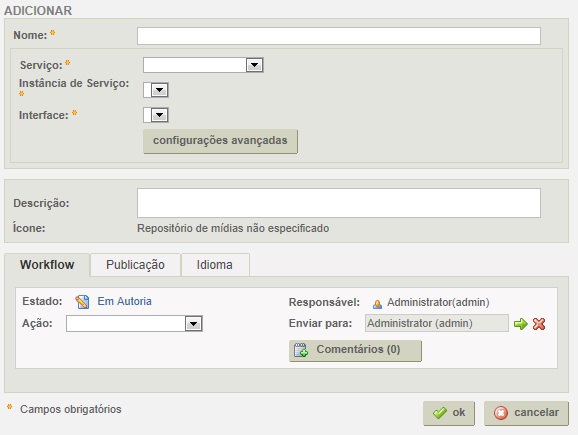 ADICIONAR
Nome: *
Serviço: *
Instância de Serviço:
*
Interface: *
configurações avançadas
Descrição:
Ícone: Repositório de mídias não especificado
Workflow Publicação Idioma
Estado: Em Autoria Responsável: Administrator(admin)
Ação: Enviar para: Administrator (admin)
Comentários (0)
* Campos obrigatórios ok cancelar